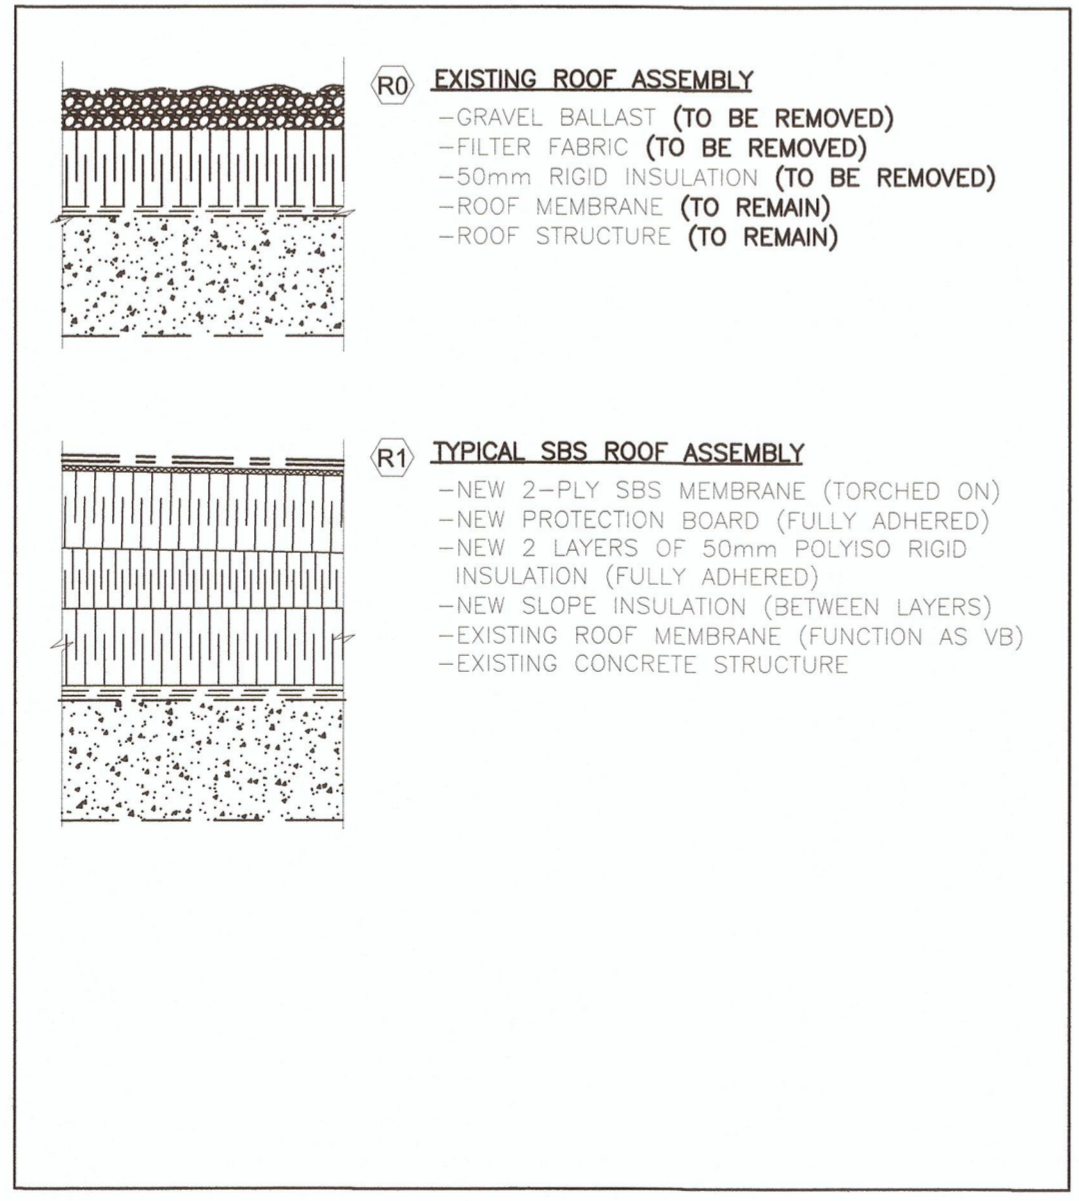 R0 EXISTING ROOF ASSEMBLY
-GRAVEL BALLAST (TO BE REMOVED)
-FILTER FABRIC (TO BE REMOVED)
-50mm RIGID INSULATION (TO BE REMOVED)
-ROOF MEMBRANE (TO REMAIN)
-ROOF STRUCTURE (TO REMAIN)
R1 TYPICAL SBS ROOF ASSEMBLY
-NEW 2-PLY SBS MEMBRANE (TORCHED ON)
-NEW PROTECTION BOARD (FULLY ADHERED)
-NEW 2 LAYERS OF 50mm POLYISO RIGID
INSULATION (FULLY ADHERED)
-NEW SLOPE INSULATION (BETWEEN LAYERS)
-EXISTING ROOF MEMBRANE (FUNCTION AS VB)
-EXISTING CONCRETE STRUCTURE